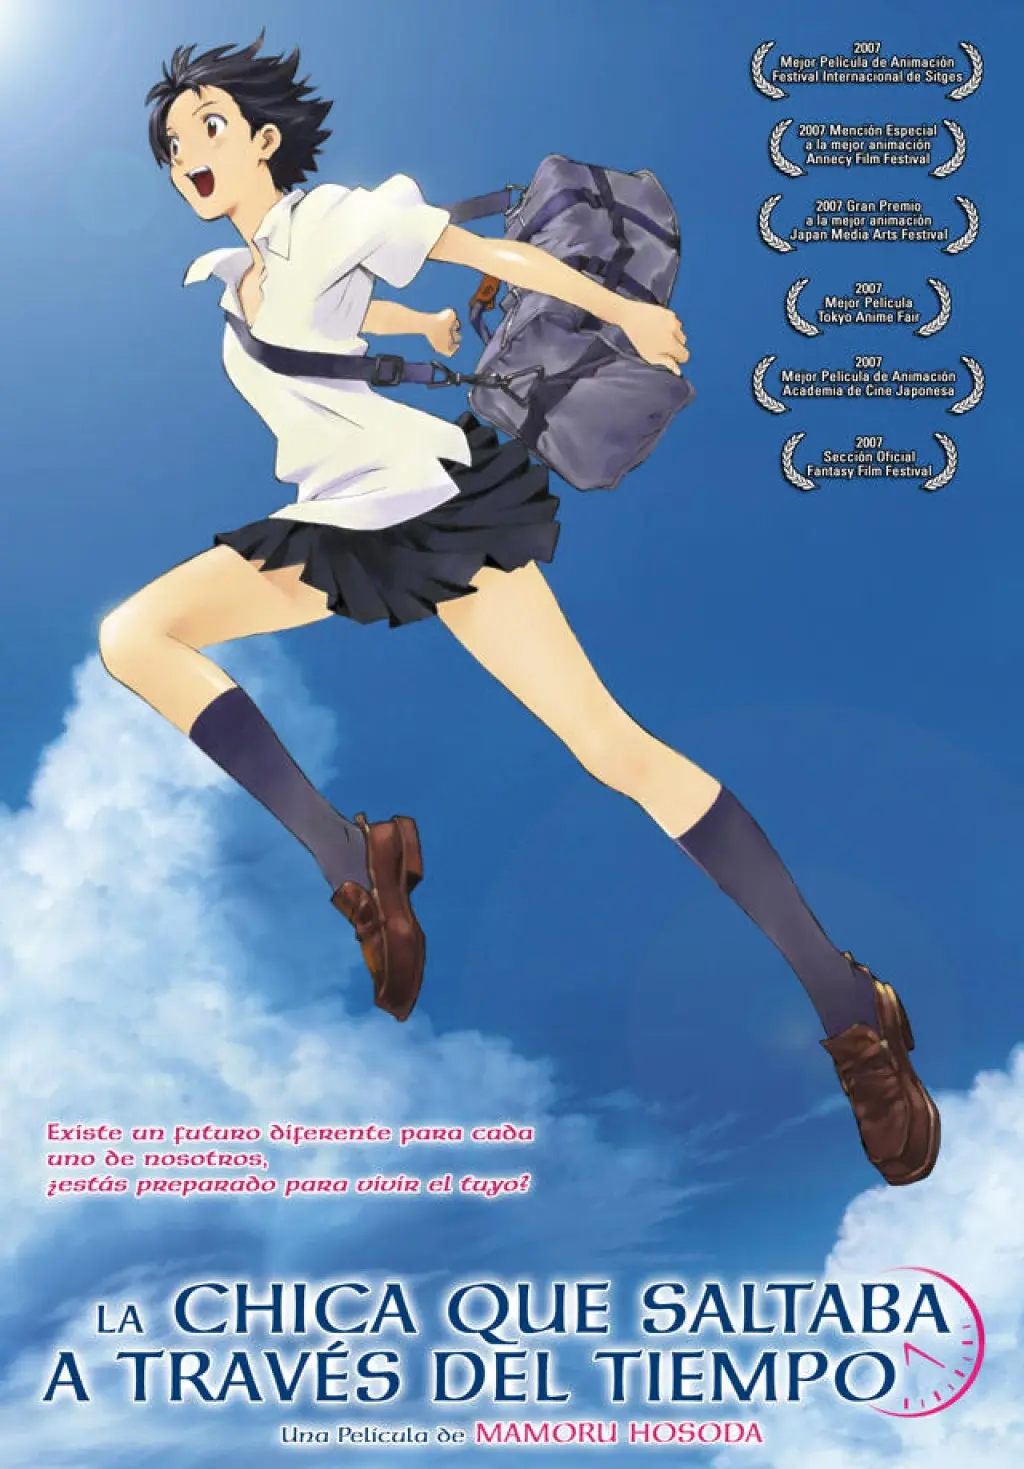 2007
Mejor Película de Animación
Festival Internacional de Sitges
2007 Mención Especial
a la mejor animación
Annecy Film Festival
2007 Gran Premio
a la mejor animación
Japan Media Arts Festival
2007
Mejor Película
Tokyo Anime Fair
2007
Mejor Película de Animación
Academia de Cine Japonesa
2007
Sección Oficial
Fantasy Film Festival
Existe un futuro diferente para cada
uno de nosotros,
¿estás preparado para vivir el tuyo?
LA CHICA QUE SALTABA
A TRAVÉS DEL TIEMPO
Una Película de MAMORU HOSODA